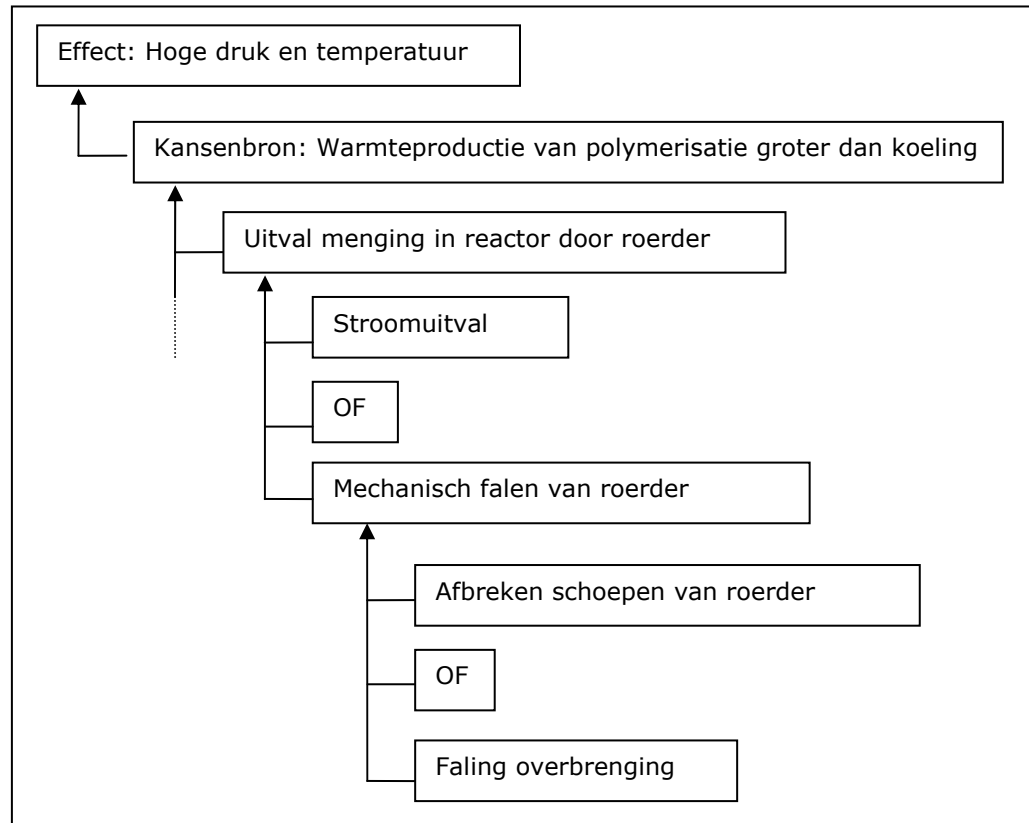 Effect: Hoge druk en temperatuur
Kansenbron: Warmteproductie van polymerisatie groter dan koeling
Uitval menging in reactor door roerder
Stroomuitval
OF
Mechanisch falen van roerder
Afbreken schoepen van roerder
OF
Faling overbrenging